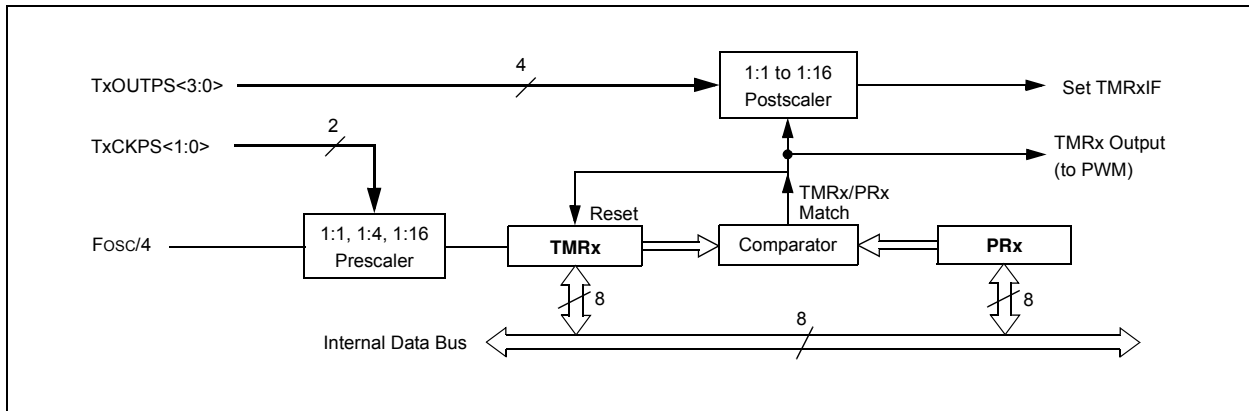 TxOUTPS<3:0>
4
1:1 to 1:16
Postscaler
Set TMRxIF
TxCKPS<1:0>
2
TMRx Output
(to PWM)
TMRx/PRx
Match
Reset
FOSC/4
1:1, 1:4, 1:16
Prescaler
TMRx
Comparator
PRx
8
8
8
Internal Data Bus